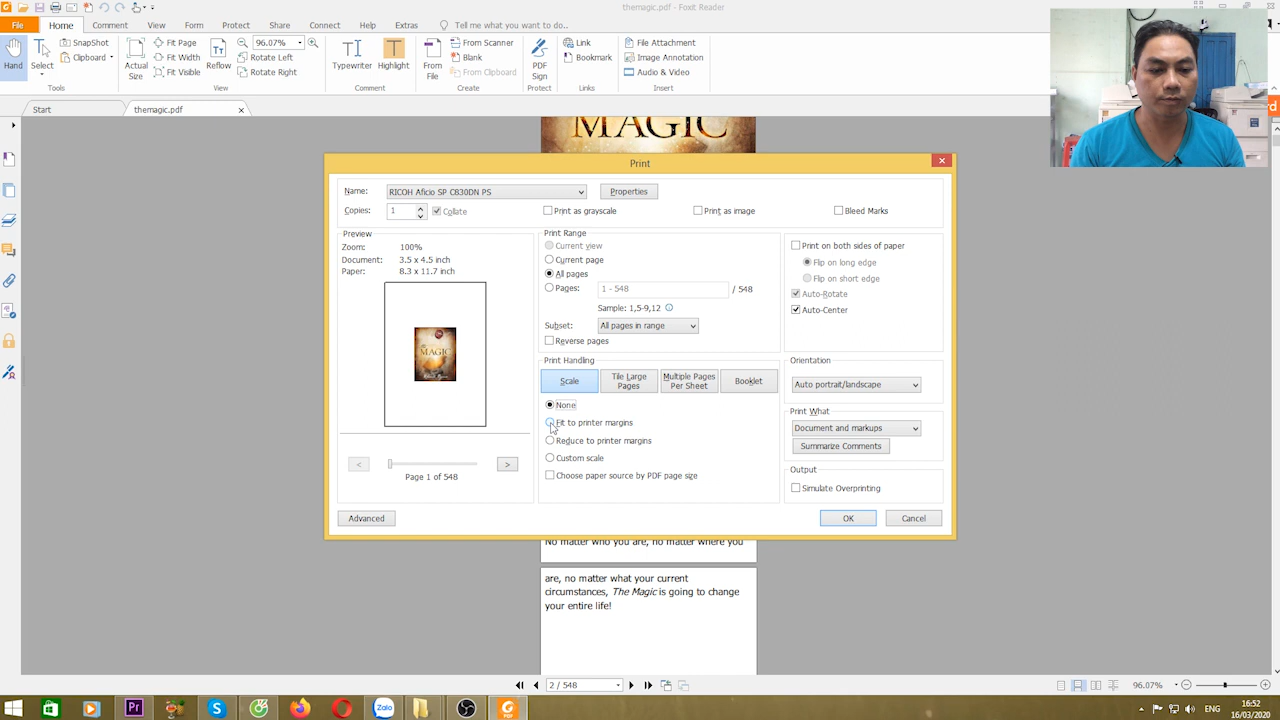 themagic.pdf - Foxit Reader
File Home Comment View Form Protect Share Connect Help Extras Tell me what you want to do..
Hand
Select
SnapShot
Clipboard
Tools
Actual Size
Fit Page
Fit Width
Fit Visible
Reflow
96.07%
Rotate Left
Rotate Right
View
Typewriter
Highlight
Comment
From File
From Scanner
Blank
From Clipboard
Create
PDF Sign
Protect
Link
Bookmark
Links
File Attachment
Image Annotation
Audio & Video
Insert
Start
themagic.pdf
MAGIC
Print
Name:
RICOH Aficio SP C830DN PS
Properties
Copies:
1
Collate
Print as grayscale
Print as image
Bleed Marks
Preview
Zoom: 100%
Document: 3.5 x 4.5 inch
Paper: 8.3 x 11.7 inch
MAGIC
<
>
Page 1 of 548
Print Range
Current view
Current page
All pages
Pages:
1 - 548
/ 548
Sample: 1,5-9,12
Subset:
All pages in range
Reverse pages
Print Handling
Scale
Tile Large Pages
Multiple Pages Per Sheet
Booklet
None
Fit to printer margins
Reduce to printer margins
Custom scale
Choose paper source by PDF page size
Print on both sides of paper
Flip on long edge
Flip on short edge
Auto-Rotate
Auto-Center
Orientation
Auto portrait/landscape
Print What
Document and markups
Summarize Comments
Output
Simulate Overprinting
Advanced
OK
Cancel
No matter who you are, no matter where you
are, no matter what your current
circumstances, The Magic is going to change
your entire life!
2 / 548
96.07%
Pr
S
Zalo
PDF
ENG
16:52
16/03/2020